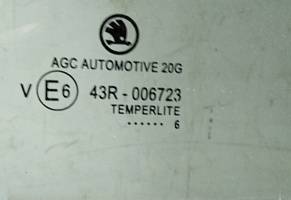 AGC AUTOMOTIVE 20G
V E6 43R - 006723
TEMPERLITE
...... 6